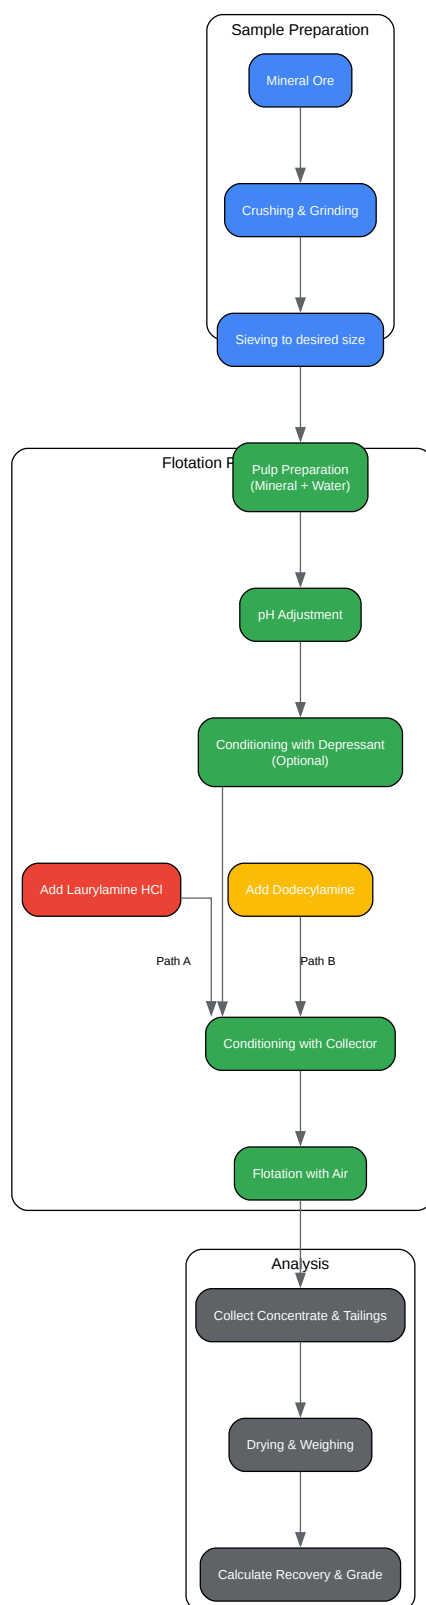 Sample Preparation
Mineral Ore
Crushing & Grinding
Sieving to desired size
Flotation
Pulp Preparation
(Mineral + Water)
pH Adjustment
Conditioning with Depressant
(Optional)
Add Laurylamine HCl
Add Dodecylamine
Path A
Path B
Conditioning with Collector
Flotation with Air
Analysis
Collect Concentrate & Tailings
Drying & Weighing
Calculate Recovery & Grade